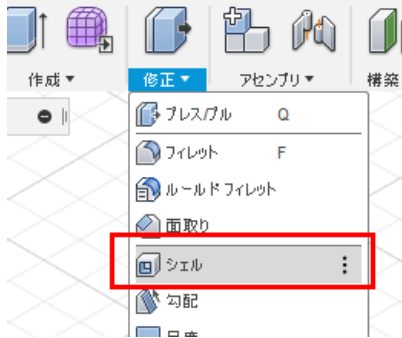 作成▼ 修正▼ アセンブリ▼ 構築
プレス/プル Q
フィレット F
ルールド フィレット
面取り
シェル
勾配
尺度